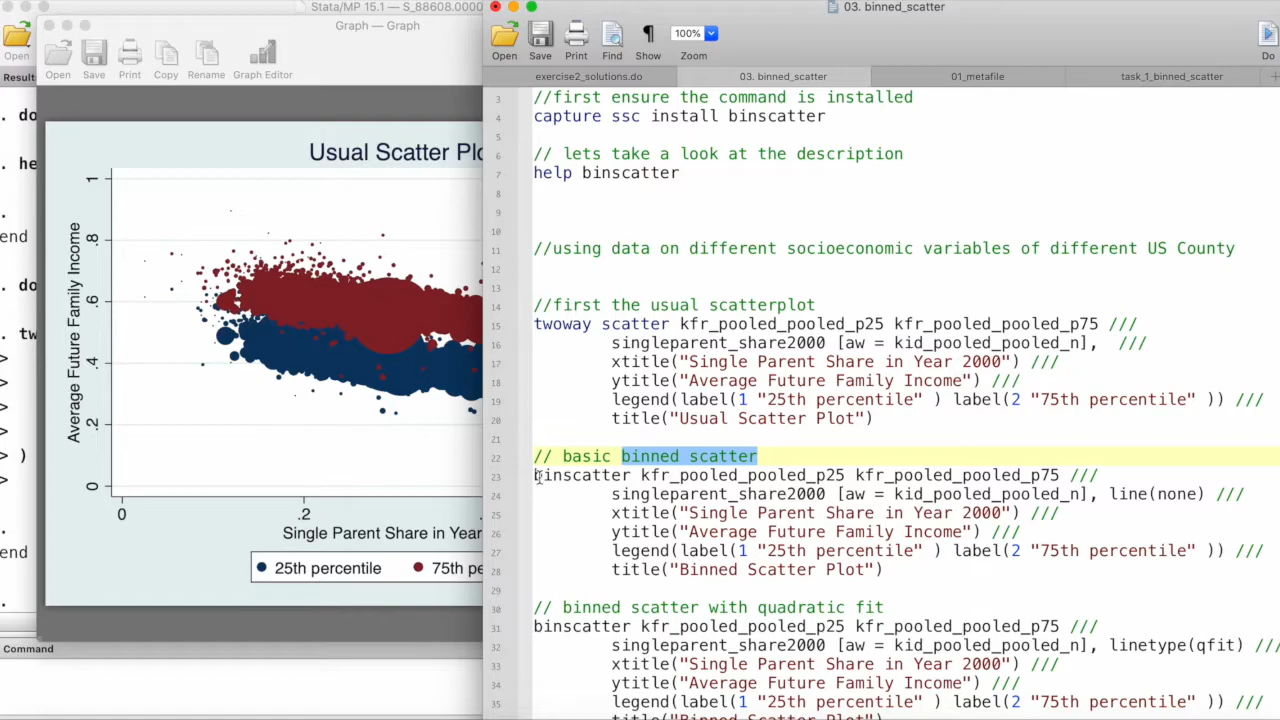 Stata/MP 15.1 – S_88608.0000
Open
Results
. do
. he
.
end
. do
. tw
>
>
>
>
> )
>
.
end
.
Command
Graph — Graph
Open Save Print Copy Rename Graph Editor
Usual Scatter Plo
Average Future Family Income
1
.8
.6
.4
.2
0
0 .2
Single Parent Share in Year
25th percentile 75th pe
03. binned_scatter
100%
Open Save Print Find Show Zoom Do
exercise2_solutions.do 03. binned_scatter 01_metafile task_1_binned_scatter +
3 //first ensure the command is installed
4 capture ssc install binscatter
5
6 // lets take a look at the description
7 help binscatter
8
9
10
11 //using data on different socioeconomic variables of different US County
12
13
14 //first the usual scatterplot
15 twoway scatter kfr_pooled_pooled_p25 kfr_pooled_pooled_p75 ///
16 singleparent_share2000 [aw = kid_pooled_pooled_n], ///
17 xtitle("Single Parent Share in Year 2000") ///
18 ytitle("Average Future Family Income") ///
19 legend(label(1 "25th percentile" ) label(2 "75th percentile" )) ///
20 title("Usual Scatter Plot")
21
22 // basic binned scatter
23 binscatter kfr_pooled_pooled_p25 kfr_pooled_pooled_p75 ///
24 singleparent_share2000 [aw = kid_pooled_pooled_n], line(none) ///
25 xtitle("Single Parent Share in Year 2000") ///
26 ytitle("Average Future Family Income") ///
27 legend(label(1 "25th percentile" ) label(2 "75th percentile" )) ///
28 title("Binned Scatter Plot")
29
30 // binned scatter with quadratic fit
31 binscatter kfr_pooled_pooled_p25 kfr_pooled_pooled_p75 ///
32 singleparent_share2000 [aw = kid_pooled_pooled_n], linetype(qfit) ///
33 xtitle("Single Parent Share in Year 2000") ///
34 ytitle("Average Future Family Income") ///
35 legend(label(1 "25th percentile" ) label(2 "75th percentile" )) ///
title("Binned Scatter Plot")